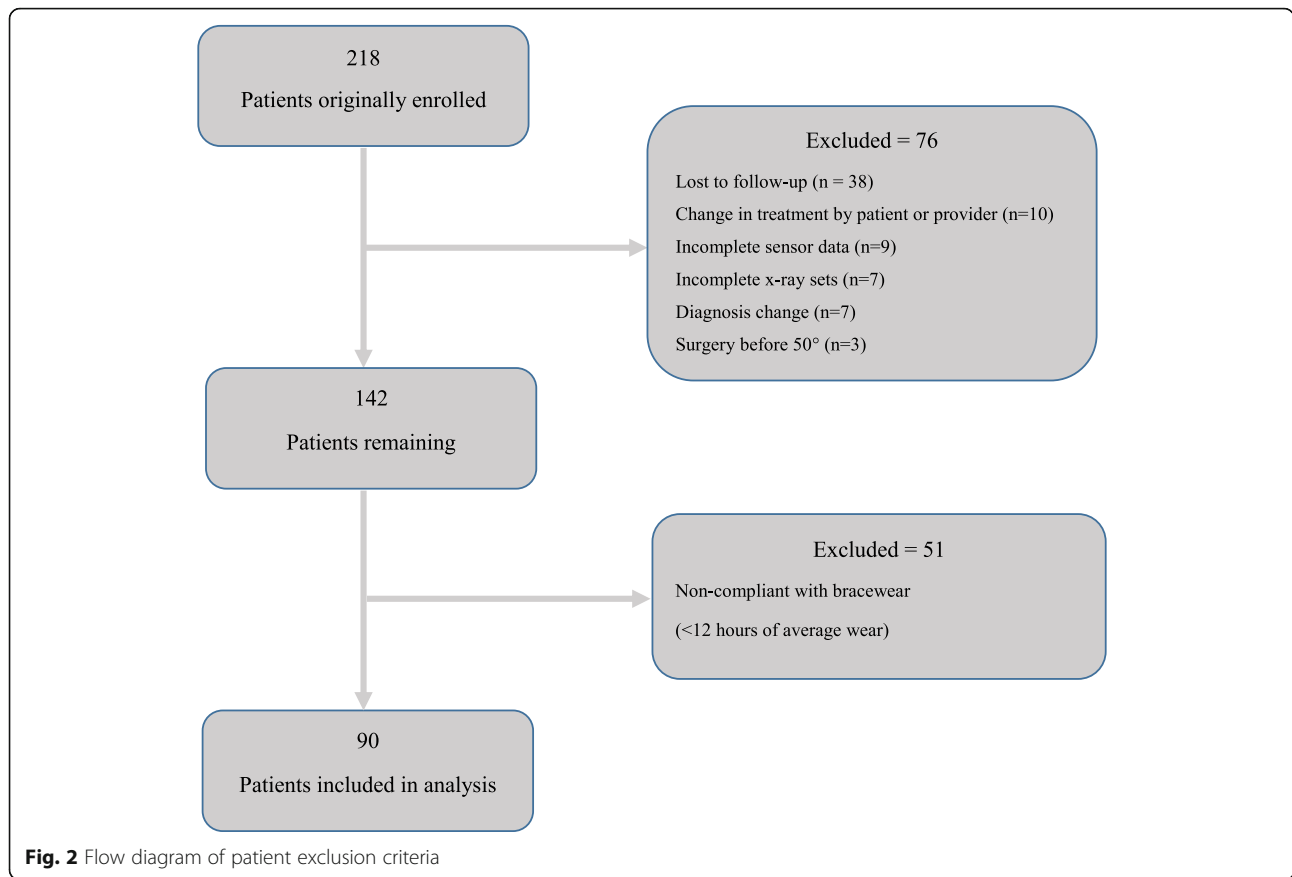 218
Patients originally enrolled
Excluded = 76
Lost to follow-up (n = 38)
Change in treatment by patient or provider (n=10)
Incomplete sensor data (n=9)
Incomplete x-ray sets (n=7)
Diagnosis change (n=7)
Surgery before 50° (n=3)
142
Patients remaining
Excluded = 51
Non-compliant with bracewear
(<12 hours of average wear)
90
Patients included in analysis
Fig. 2 Flow diagram of patient exclusion criteria